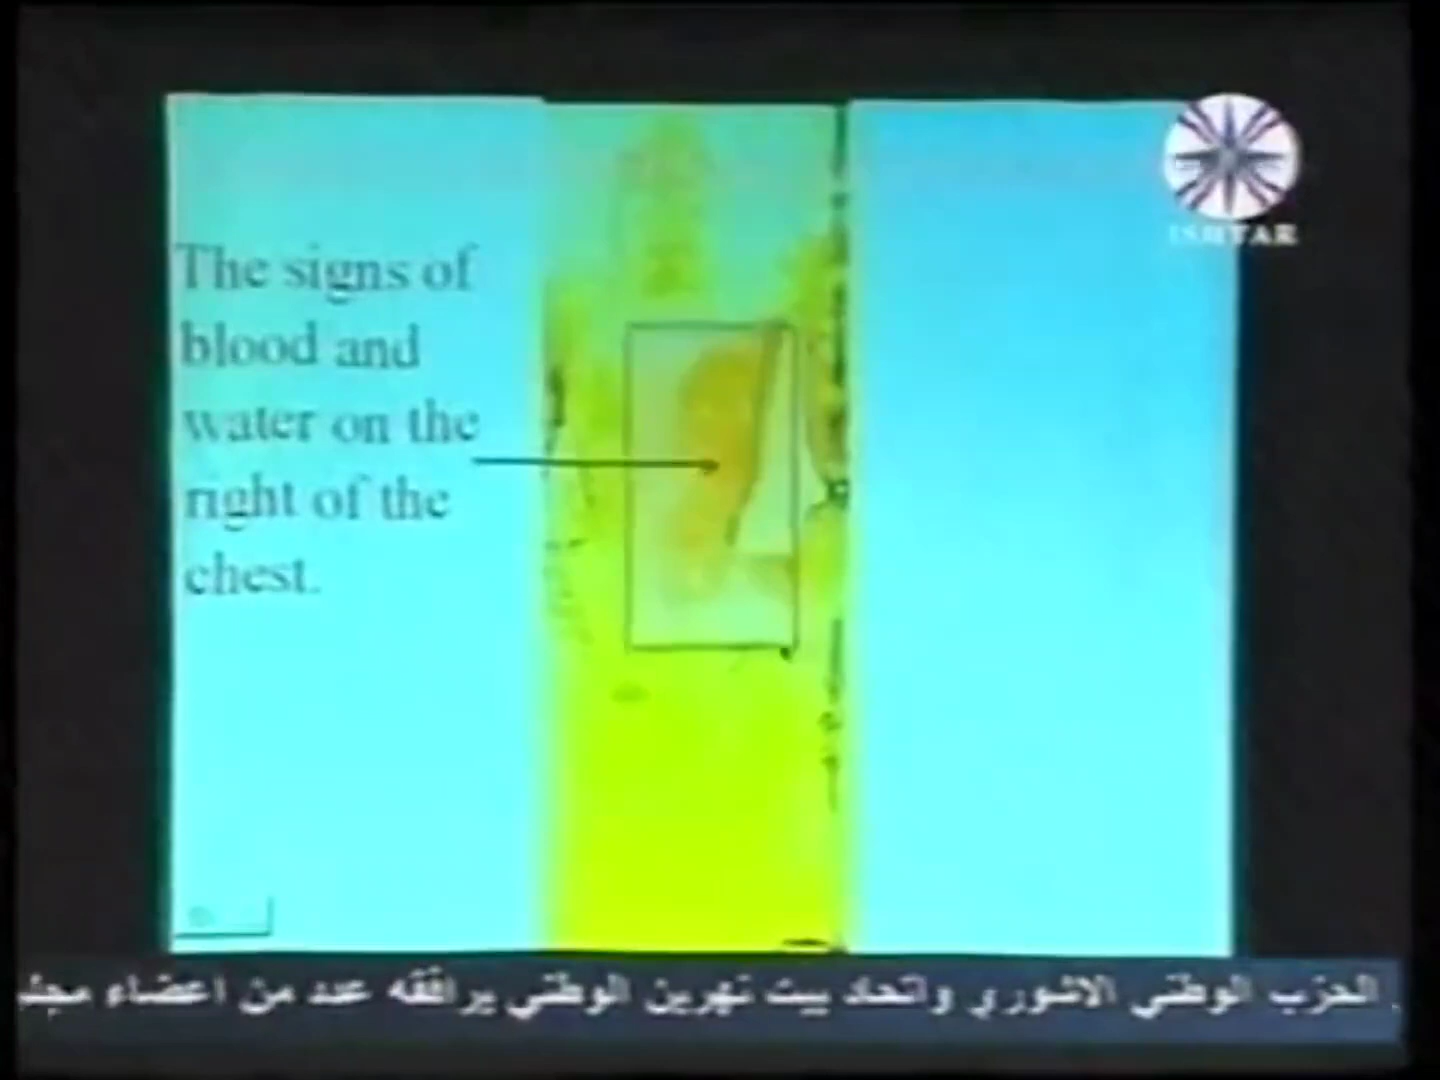 The signs of
blood and
water on the
right of the
chest.
ISHTAR
. الحزب الوطني الاشوري واتحاد بيت نهرين الوطني يرافقه عدد من اعضاء مجل